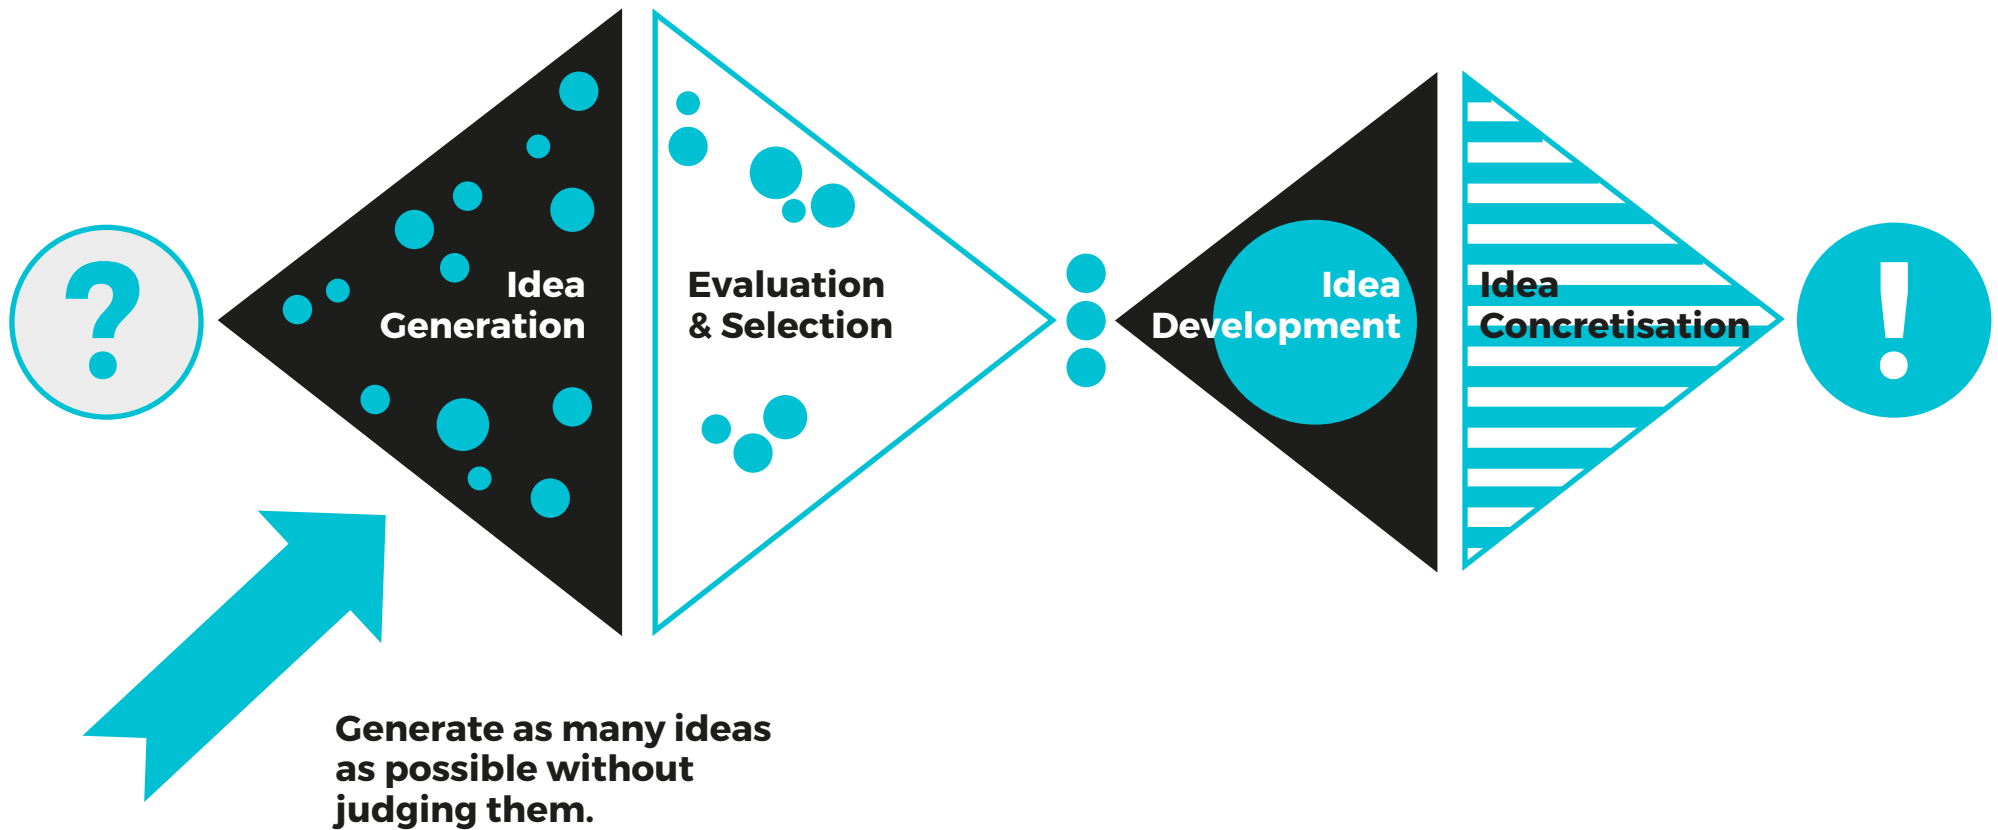 ?
Idea
Generation
Evaluation
& Selection
Idea
Development
Idea
Concretisation
!
Generate as many ideas
as possible without
judging them.